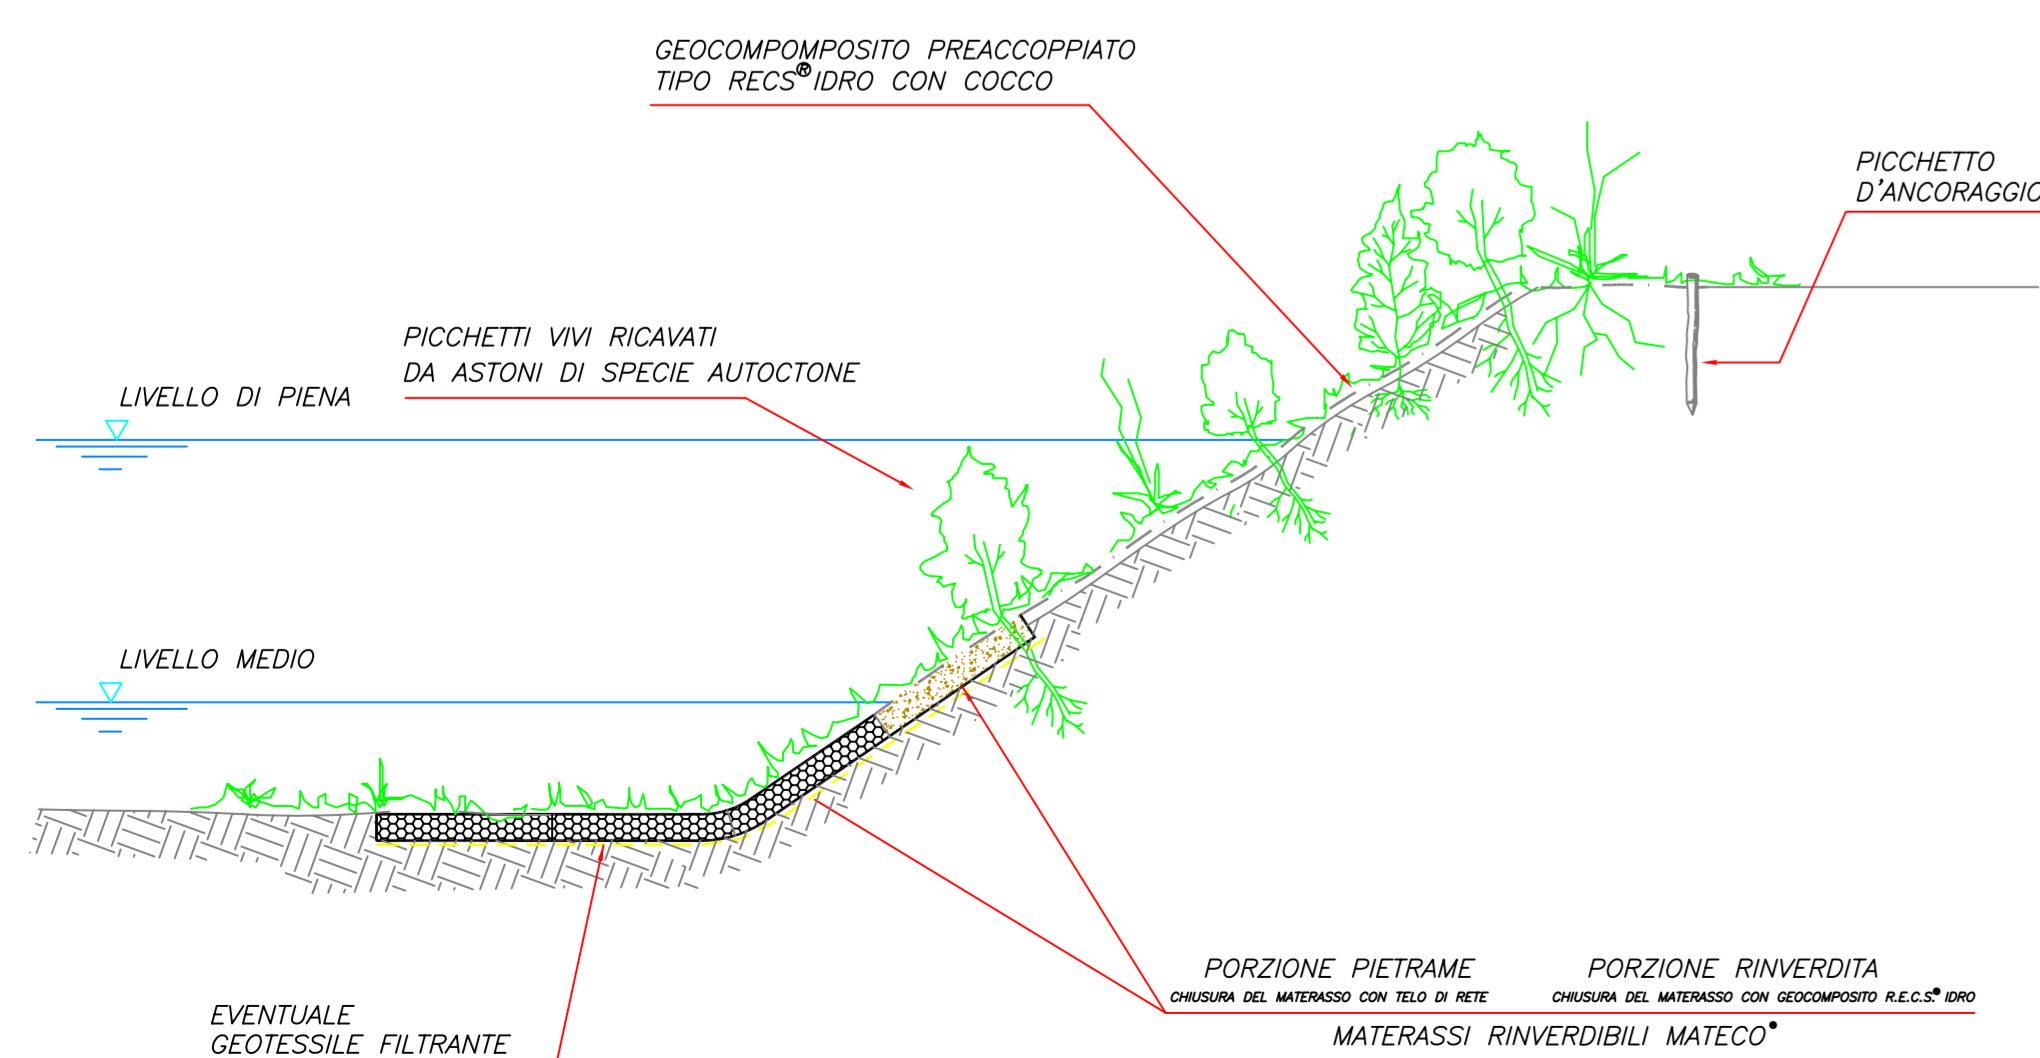 GEOCOMPOMPOSITO PREACCOPPIATO
TIPO RECS® IDRO CON COCCO
PICCHETTO
D'ANCORAGGIO
PICCHETTI VIVI RICAVATI
DA ASTONI DI SPECIE AUTOCTONE
LIVELLO DI PIENA
LIVELLO MEDIO
PORZIONE PIETRAME
CHIUSURA DEL MATERASSO CON TELO DI RETE
PORZIONE RINVERDITA
CHIUSURA DEL MATERASSO CON GEOCOMPOSITO R.E.C.S.® IDRO
MATERASSI RINVERDIBILI MATECO®
EVENTUALE
GEOTESSILE FILTRANTE